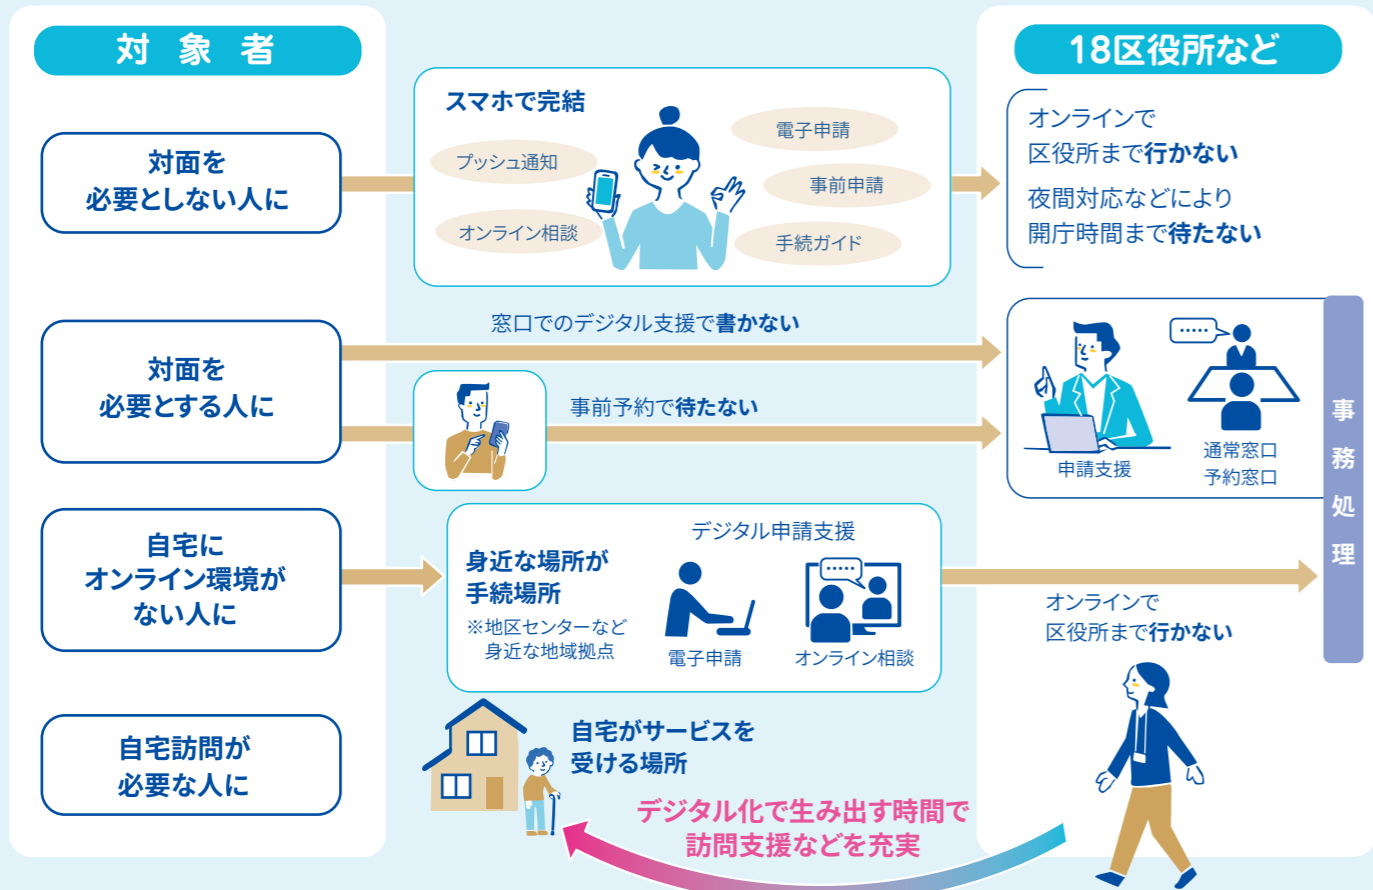 対象者
18区役所など
対面を
必要としない人に
スマホで完結
プッシュ通知
オンライン相談
電子申請
事前申請
手続ガイド
オンラインで
区役所まで行かない
夜間対応などにより
開庁時間まで待たない
対面を
必要とする人に
窓口でのデジタル支援で書かない
事前予約で待たない
申請支援
通常窓口
予約窓口
事務処理
自宅に
オンライン環境が
ない人に
身近な場所が
手続場所
※地区センターなど
身近な地域拠点
デジタル申請支援
電子申請
オンライン相談
オンラインで
区役所まで行かない
自宅訪問が
必要な人に
自宅がサービスを
受ける場所
デジタル化で生み出す時間で
訪問支援などを充実